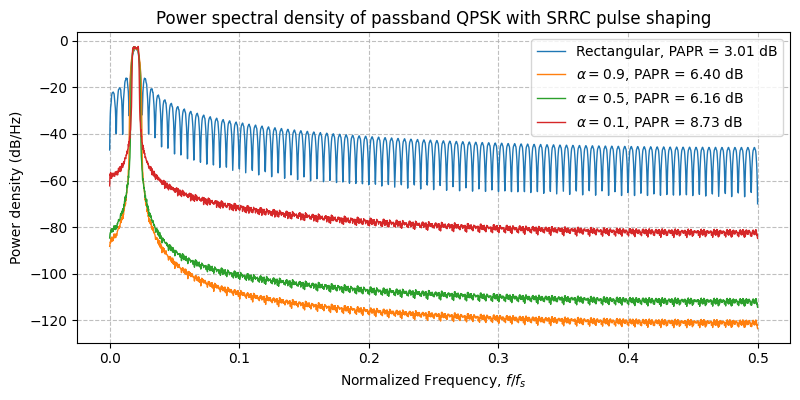 Power spectral density of passband QPSK with SRRC pulse shaping
Power density (dB/Hz)
0
−20
−40
−60
−80
−100
−120
Rectangular, PAPR = 3.01 dB
α = 0.9, PAPR = 6.40 dB
α = 0.5, PAPR = 6.16 dB
α = 0.1, PAPR = 8.73 dB
0.0 0.1 0.2 0.3 0.4 0.5
Normalized Frequency, f/fₛ